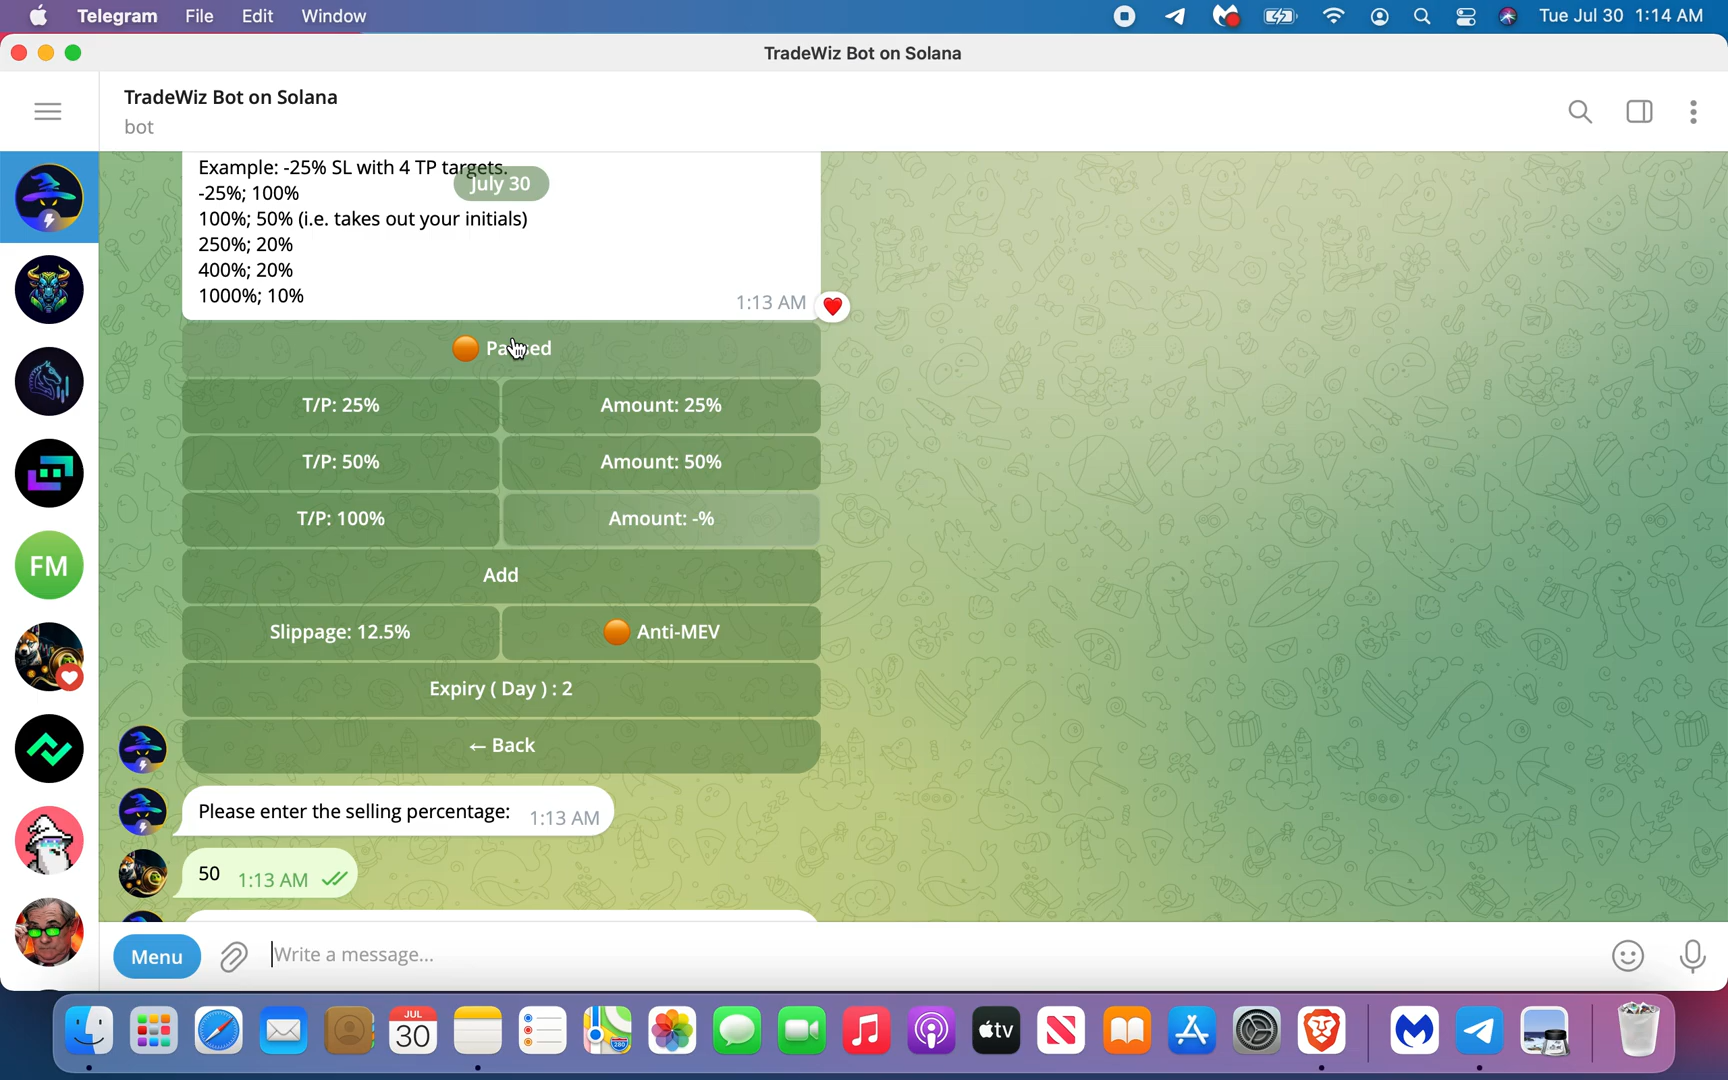 Telegram File Edit Window Tue Jul 30 1:14 AM
TradeWiz Bot on Solana
TradeWiz Bot on Solana
bot
Example: -25% SL with 4 TP targets.
July 30
-25%; 100%
100%; 50% (i.e. takes out your initials)
250%; 20%
400%; 20%
1000%; 10%
1:13 AM
Paused
T/P: 25% Amount: 25%
T/P: 50% Amount: 50%
T/P: 100% Amount: -%
Add
Slippage: 12.5% Anti-MEV
Expiry ( Day ) : 2
← Back
Please enter the selling percentage: 1:13 AM
50 1:13 AM
FM
Menu Write a message...
JUL
30
280
tv